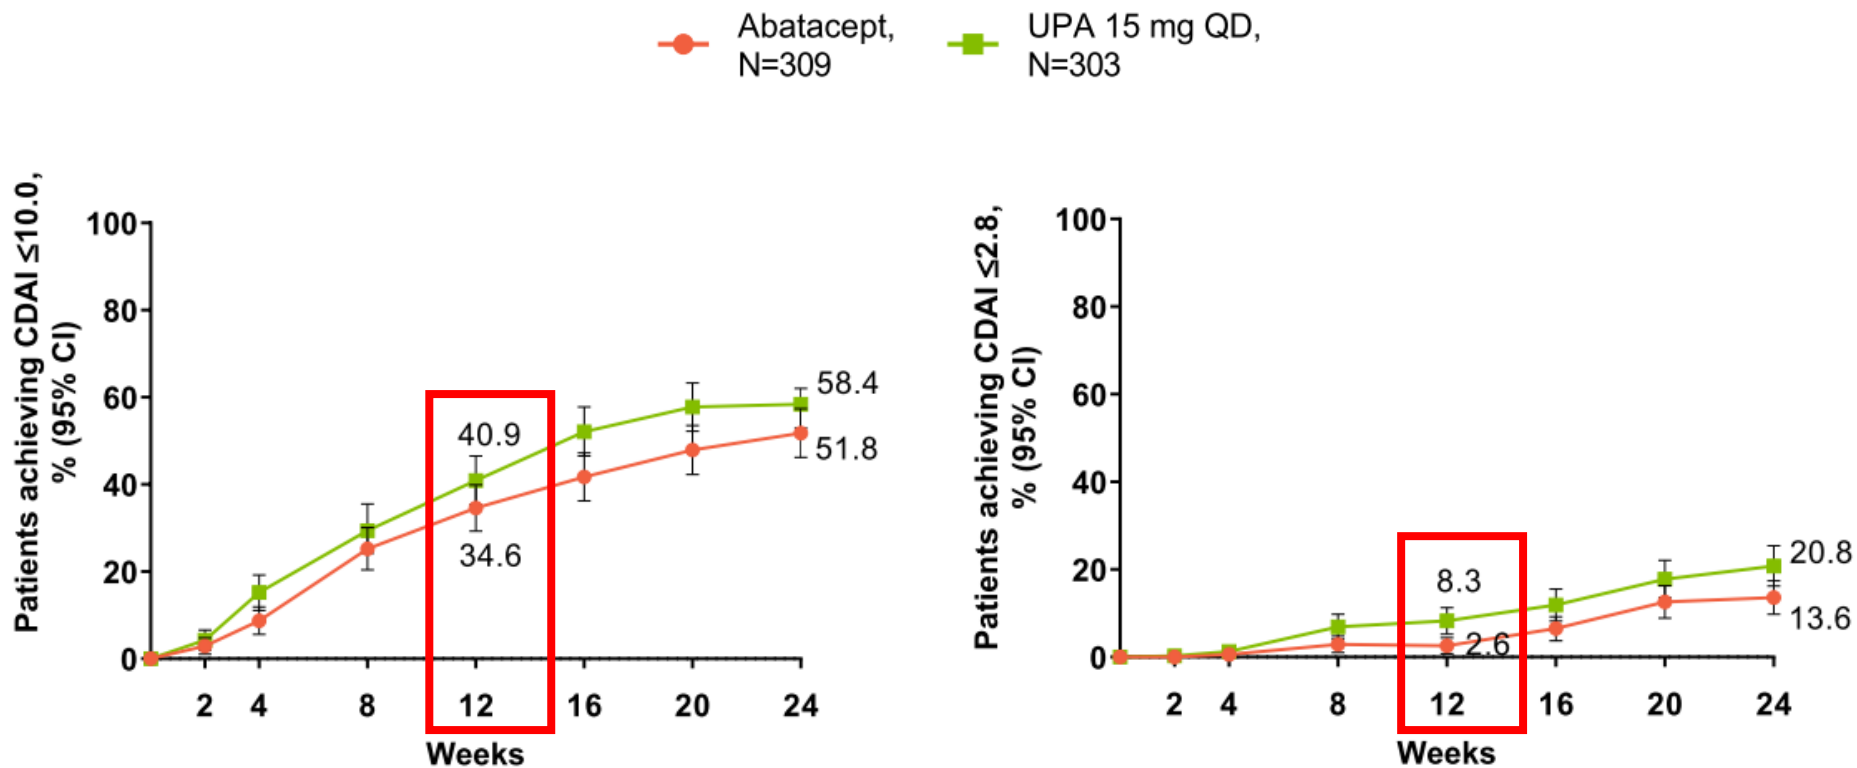 Abatacept,
N=309
UPA 15 mg QD,
N=303
Patients achieving CDAI ≤10.0,
% (95% CI)
100
80
60
40
20
0
40.9
34.6
58.4
51.8
2 4 8 12 16 20 24
Weeks
Patients achieving CDAI ≤2.8,
% (95% CI)
100
80
60
40
20
0
8.3
2.6
20.8
13.6
2 4 8 12 16 20 24
Weeks